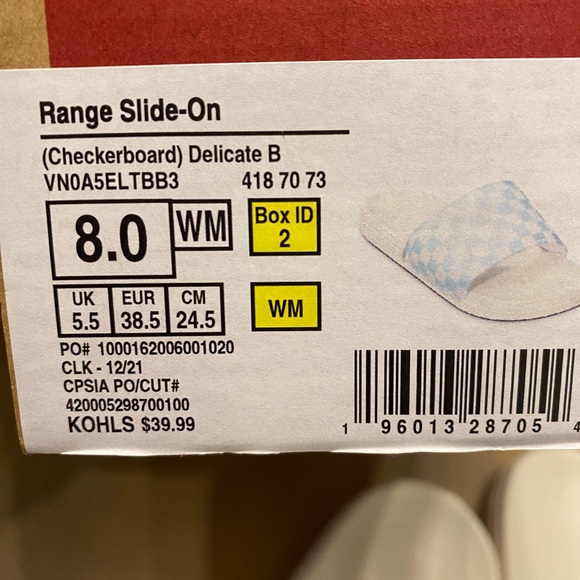 Range Slide-On
(Checkerboard) Delicate B
VN0A5ELTBB3 418 70 73
8.0 WM Box ID 2
UK 5.5 EUR 38.5 CM 24.5 WM
PO# 1000162006001020
CLK - 12/21
CPSIA PO/CUT#
420005298700100
KOHLS $39.99
1 96013 28705 4